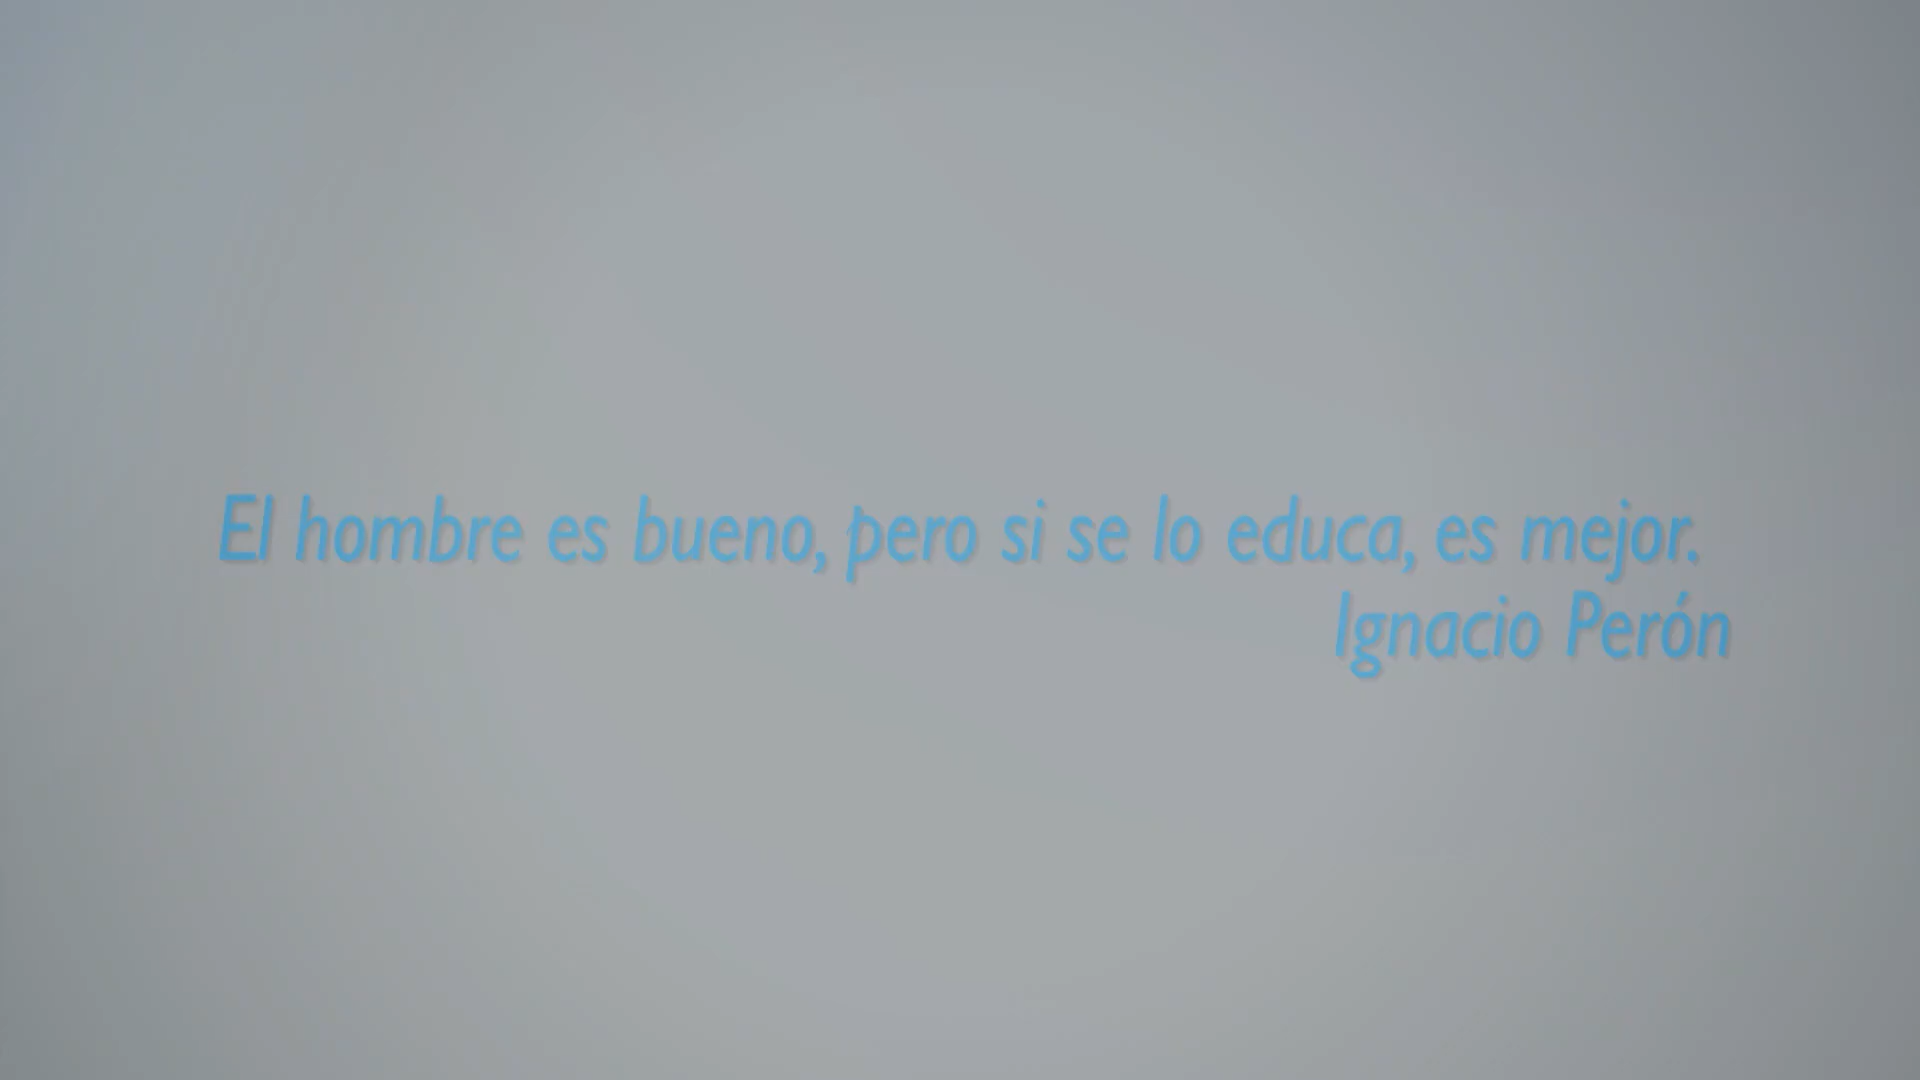 El hombre es bueno, pero si se lo educa, es mejor.
Ignacio Perón